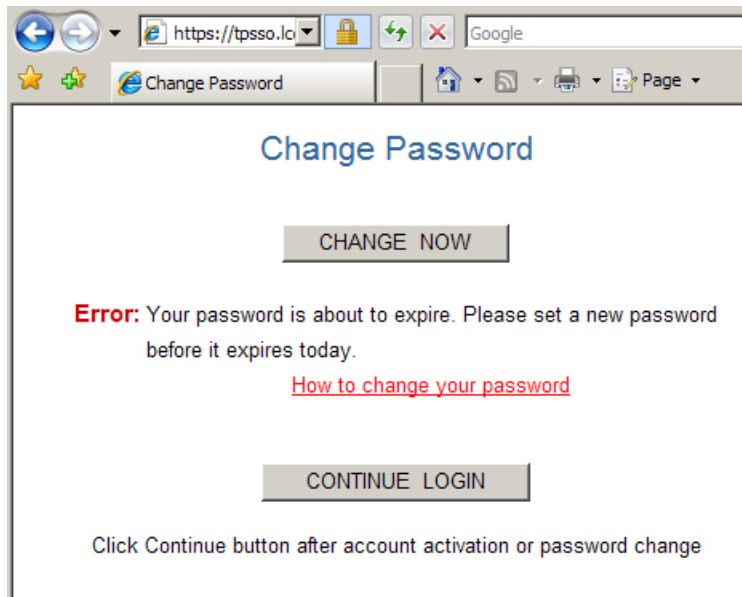 https://tpsso.lc
Google
Change Password
Page
Change Password
CHANGE NOW
Error: Your password is about to expire. Please set a new password
before it expires today.
How to change your password
CONTINUE LOGIN
Click Continue button after account activation or password change